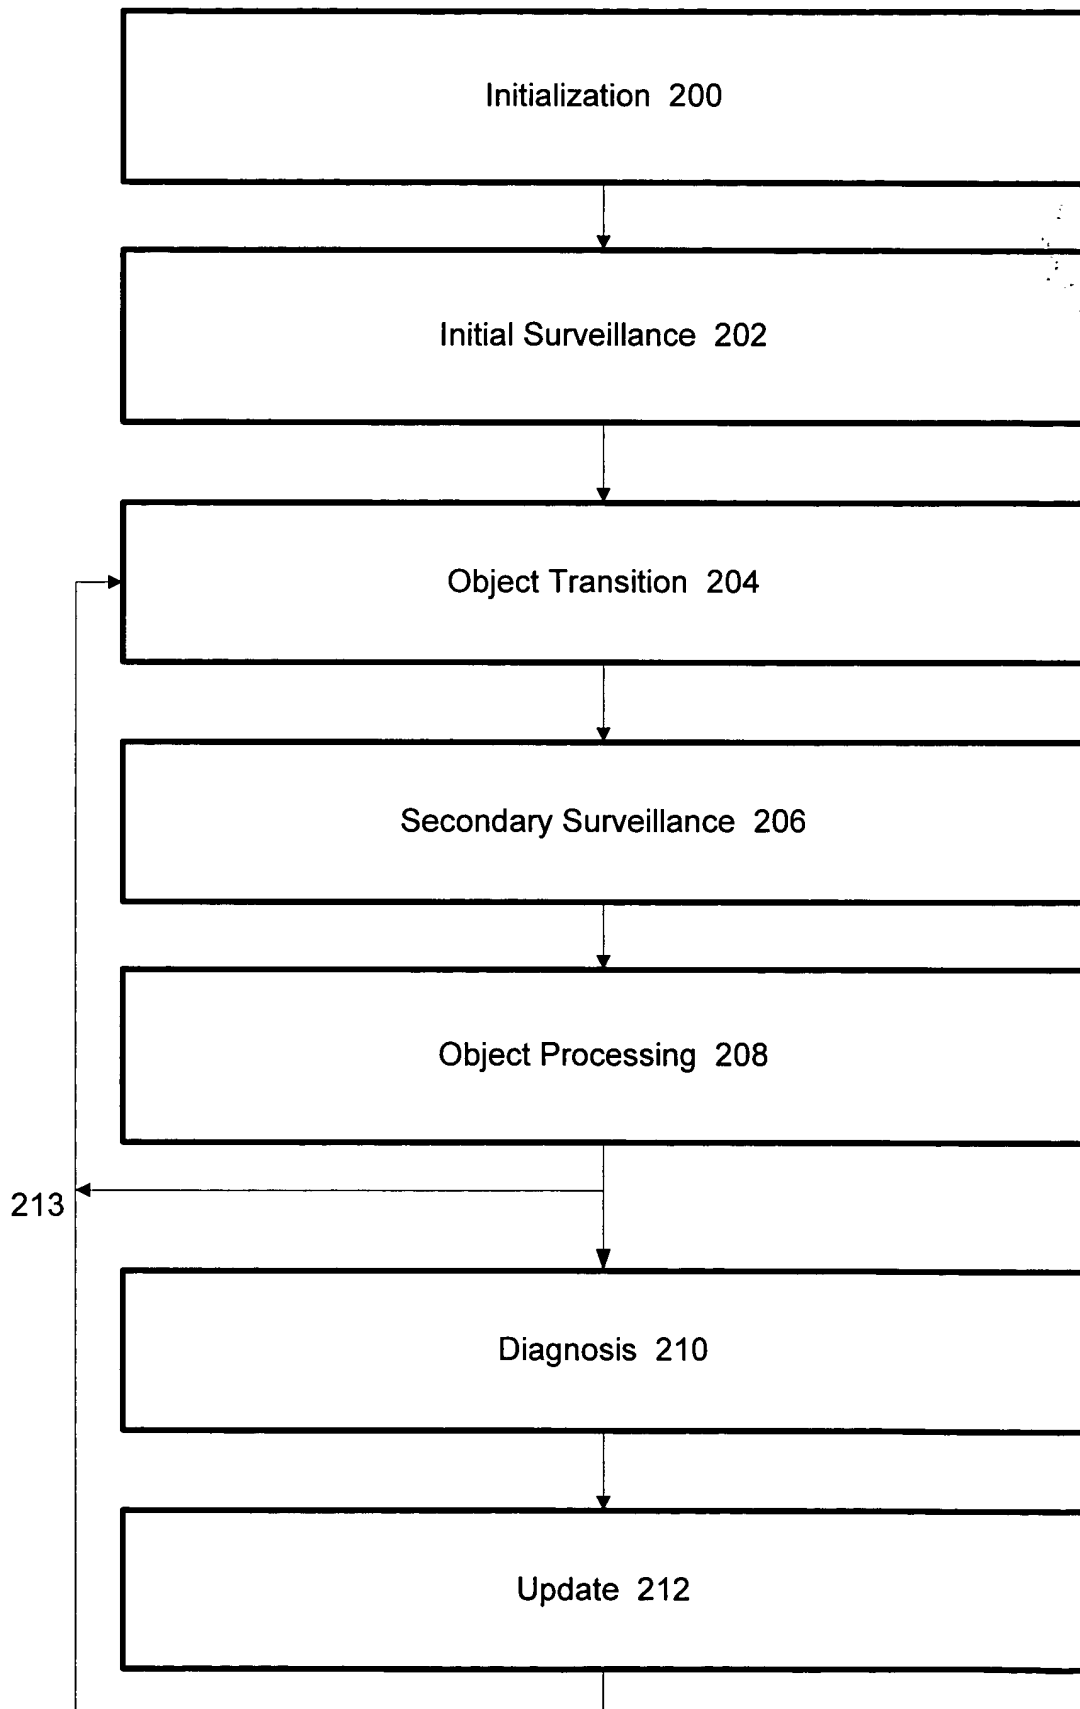 Initialization 200
Initial Surveillance 202
Object Transition 204
Secondary Surveillance 206
Object Processing 208
213
Diagnosis 210
Update 212